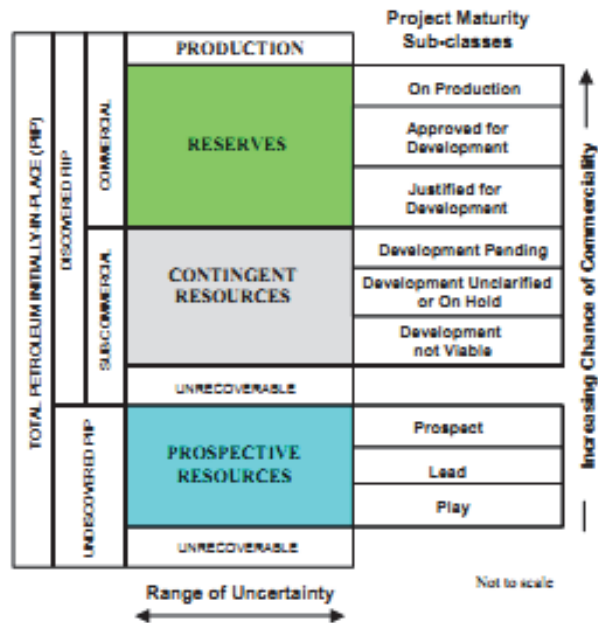 Project Maturity
Sub-classes
PRODUCTION
On Production
RESERVES
Approved for
Development
Justified for
Development
CONTINGENT
RESOURCES
Development Pending
Development Unclarified
or On Hold
Development
not Viable
UNRECOVERABLE
PROSPECTIVE
RESOURCES
Prospect
Lead
Play
UNRECOVERABLE
TOTAL PETROLEUM INITIALLY-IN-PLACE (PIIP)
DISCOVERED PIIP
COMMERCIAL
SUB-COMMERCIAL
UNDISCOVERED PIIP
Increasing Chance of Commerciality
Range of Uncertainty
Not to scale